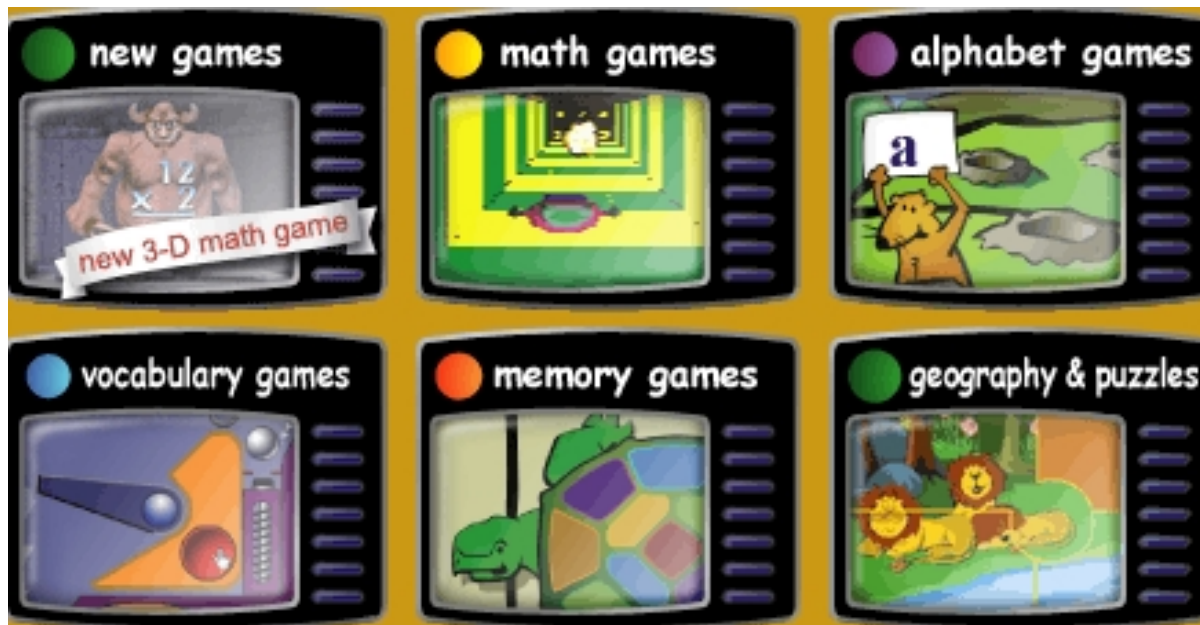 new games
math games
alphabet games
12
x 2
new 3-D math game
a
vocabulary games
memory games
geography & puzzles